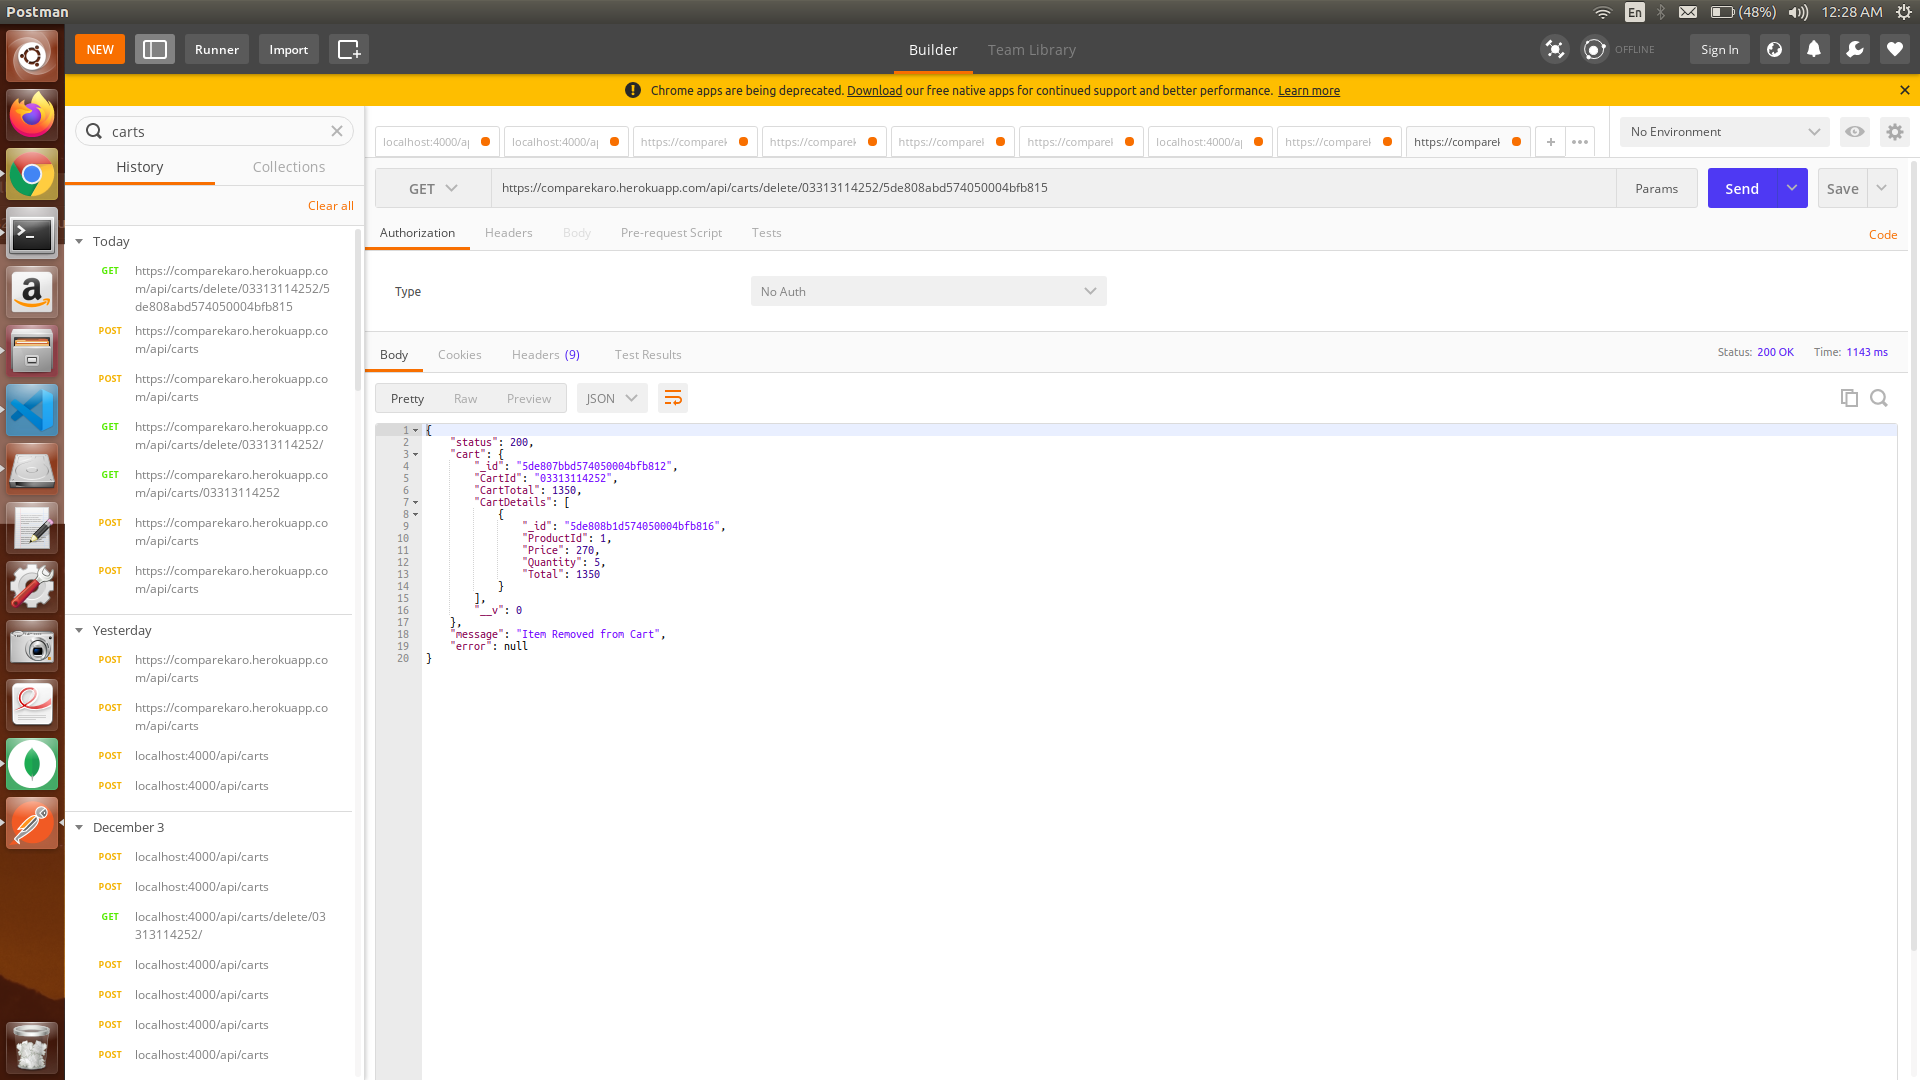 Postman
En
(48%)
12:28 AM
NEW
Runner
Import
Builder
Team Library
OFFLINE
Sign In
Chrome apps are being deprecated. Download our free native apps for continued support and better performance. Learn more
carts
History
Collections
Clear all
Today
GET
https://comparekaro.herokuapp.co
m/api/carts/delete/03313114252/5
de808abd574050004bfb815
POST
https://comparekaro.herokuapp.co
m/api/carts
POST
https://comparekaro.herokuapp.co
m/api/carts
GET
https://comparekaro.herokuapp.co
m/api/carts/delete/03313114252/
GET
https://comparekaro.herokuapp.co
m/api/carts/03313114252
POST
https://comparekaro.herokuapp.co
m/api/carts
POST
https://comparekaro.herokuapp.co
m/api/carts
Yesterday
POST
https://comparekaro.herokuapp.co
m/api/carts
POST
https://comparekaro.herokuapp.co
m/api/carts
POST localhost:4000/api/carts
POST localhost:4000/api/carts
December 3
POST localhost:4000/api/carts
POST localhost:4000/api/carts
GET localhost:4000/api/carts/delete/03
313114252/
POST localhost:4000/api/carts
POST localhost:4000/api/carts
POST localhost:4000/api/carts
POST localhost:4000/api/carts
localhost:4000/a
localhost:4000/a
https://compare
https://compare
https://compare
https://compare
localhost:4000/a
https://compare
https://compare
No Environment
GET
https://comparekaro.herokuapp.com/api/carts/delete/03313114252/5de808abd574050004bfb815
Params
Send
Save
Authorization
Headers
Body
Pre-request Script
Tests
Code
Type
No Auth
Body
Cookies
Headers (9)
Test Results
Status: 200 OK
Time: 1143 ms
Pretty
Raw
Preview
JSON
1 {
2 "status": 200,
3 "cart": {
4 "_id": "5de807bbd574050004bfb812",
5 "CartId": "03313114252",
6 "CartTotal": 1350,
7 "CartDetails": [
8 {
9 "_id": "5de808b1d574050004bfb816",
10 "ProductId": 1,
11 "Price": 270,
12 "Quantity": 5,
13 "Total": 1350
14 }
15 ],
16 "__v": 0
17 },
18 "message": "Item Removed from Cart",
19 "error": null
20 }